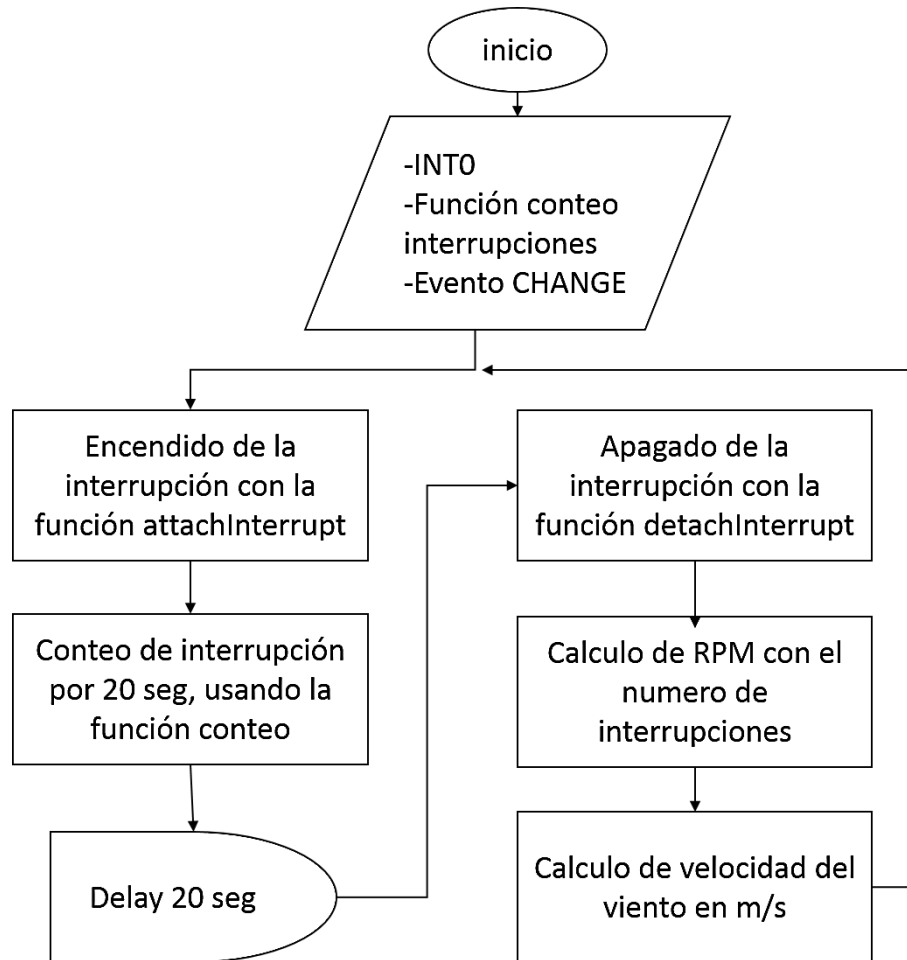 inicio
-INT0
-Función conteo
interrupciones
-Evento CHANGE
Encendido de la
interrupción con la
función attachInterrupt
Conteo de interrupción
por 20 seg, usando la
función conteo
Delay 20 seg
Apagado de la
interrupción con la
función detachInterrupt
Calculo de RPM con el
numero de
interrupciones
Calculo de velocidad del
viento en m/s